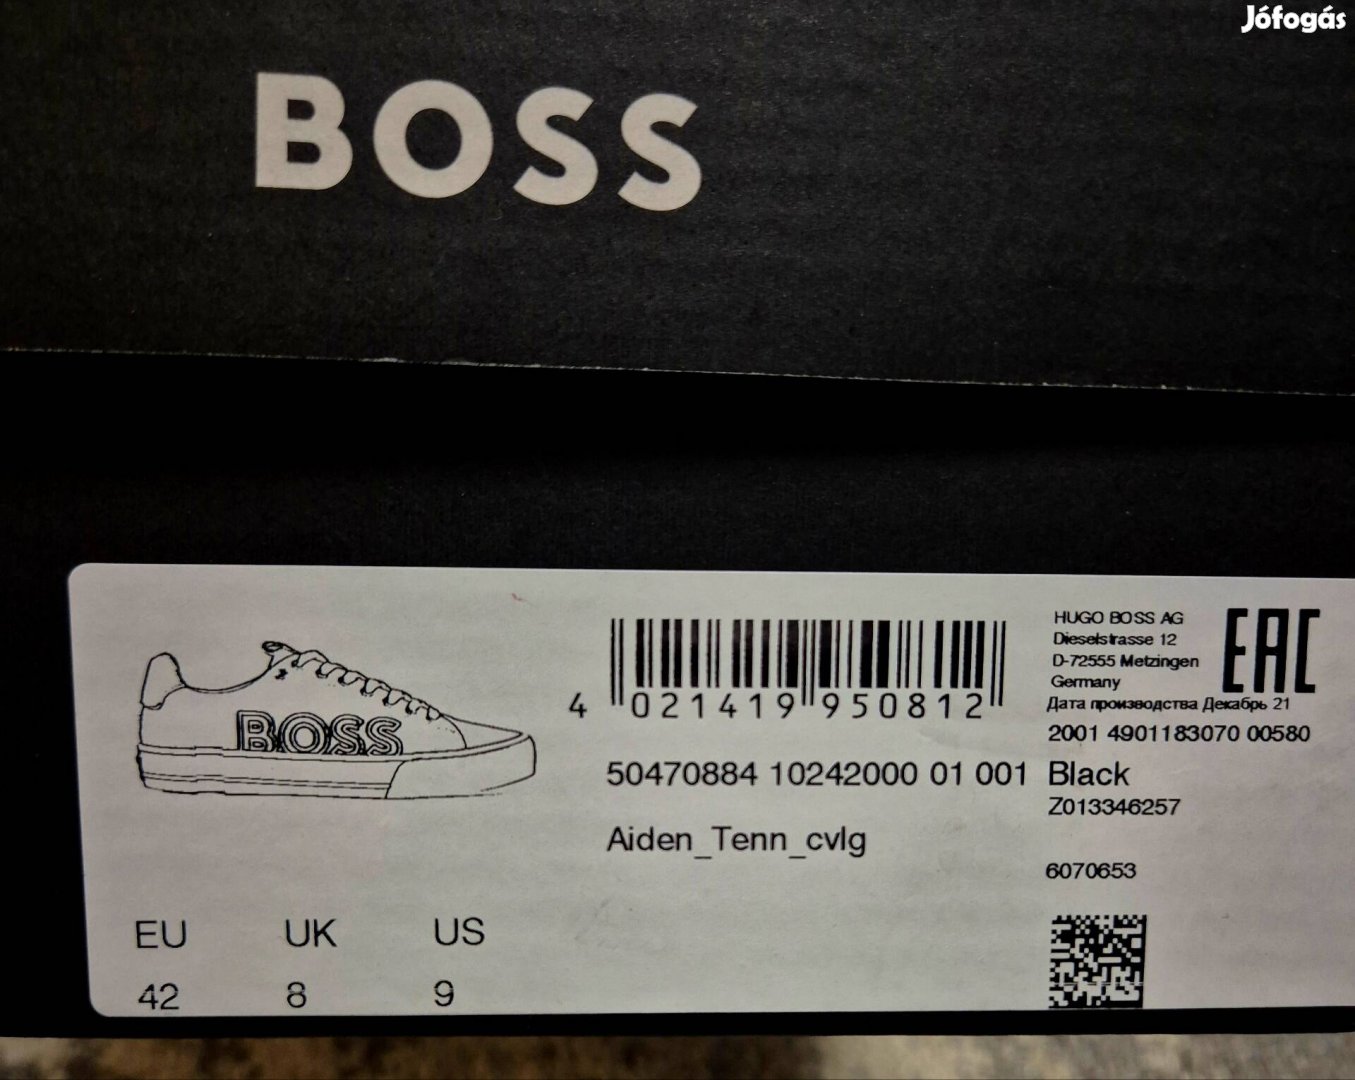 Jófogás
BOSS
BOSS
4 021419 950812
50470884 10242000 01 001
Aiden_Tenn_cvlg
HUGO BOSS AG
Dieselstrasse 12
D-72555 Metzingen
Germany
EAC
Дата производства Декабрь 21
2001 4901183070 00580
Black
Z013346257
6070653
EU UK US
42 8 9